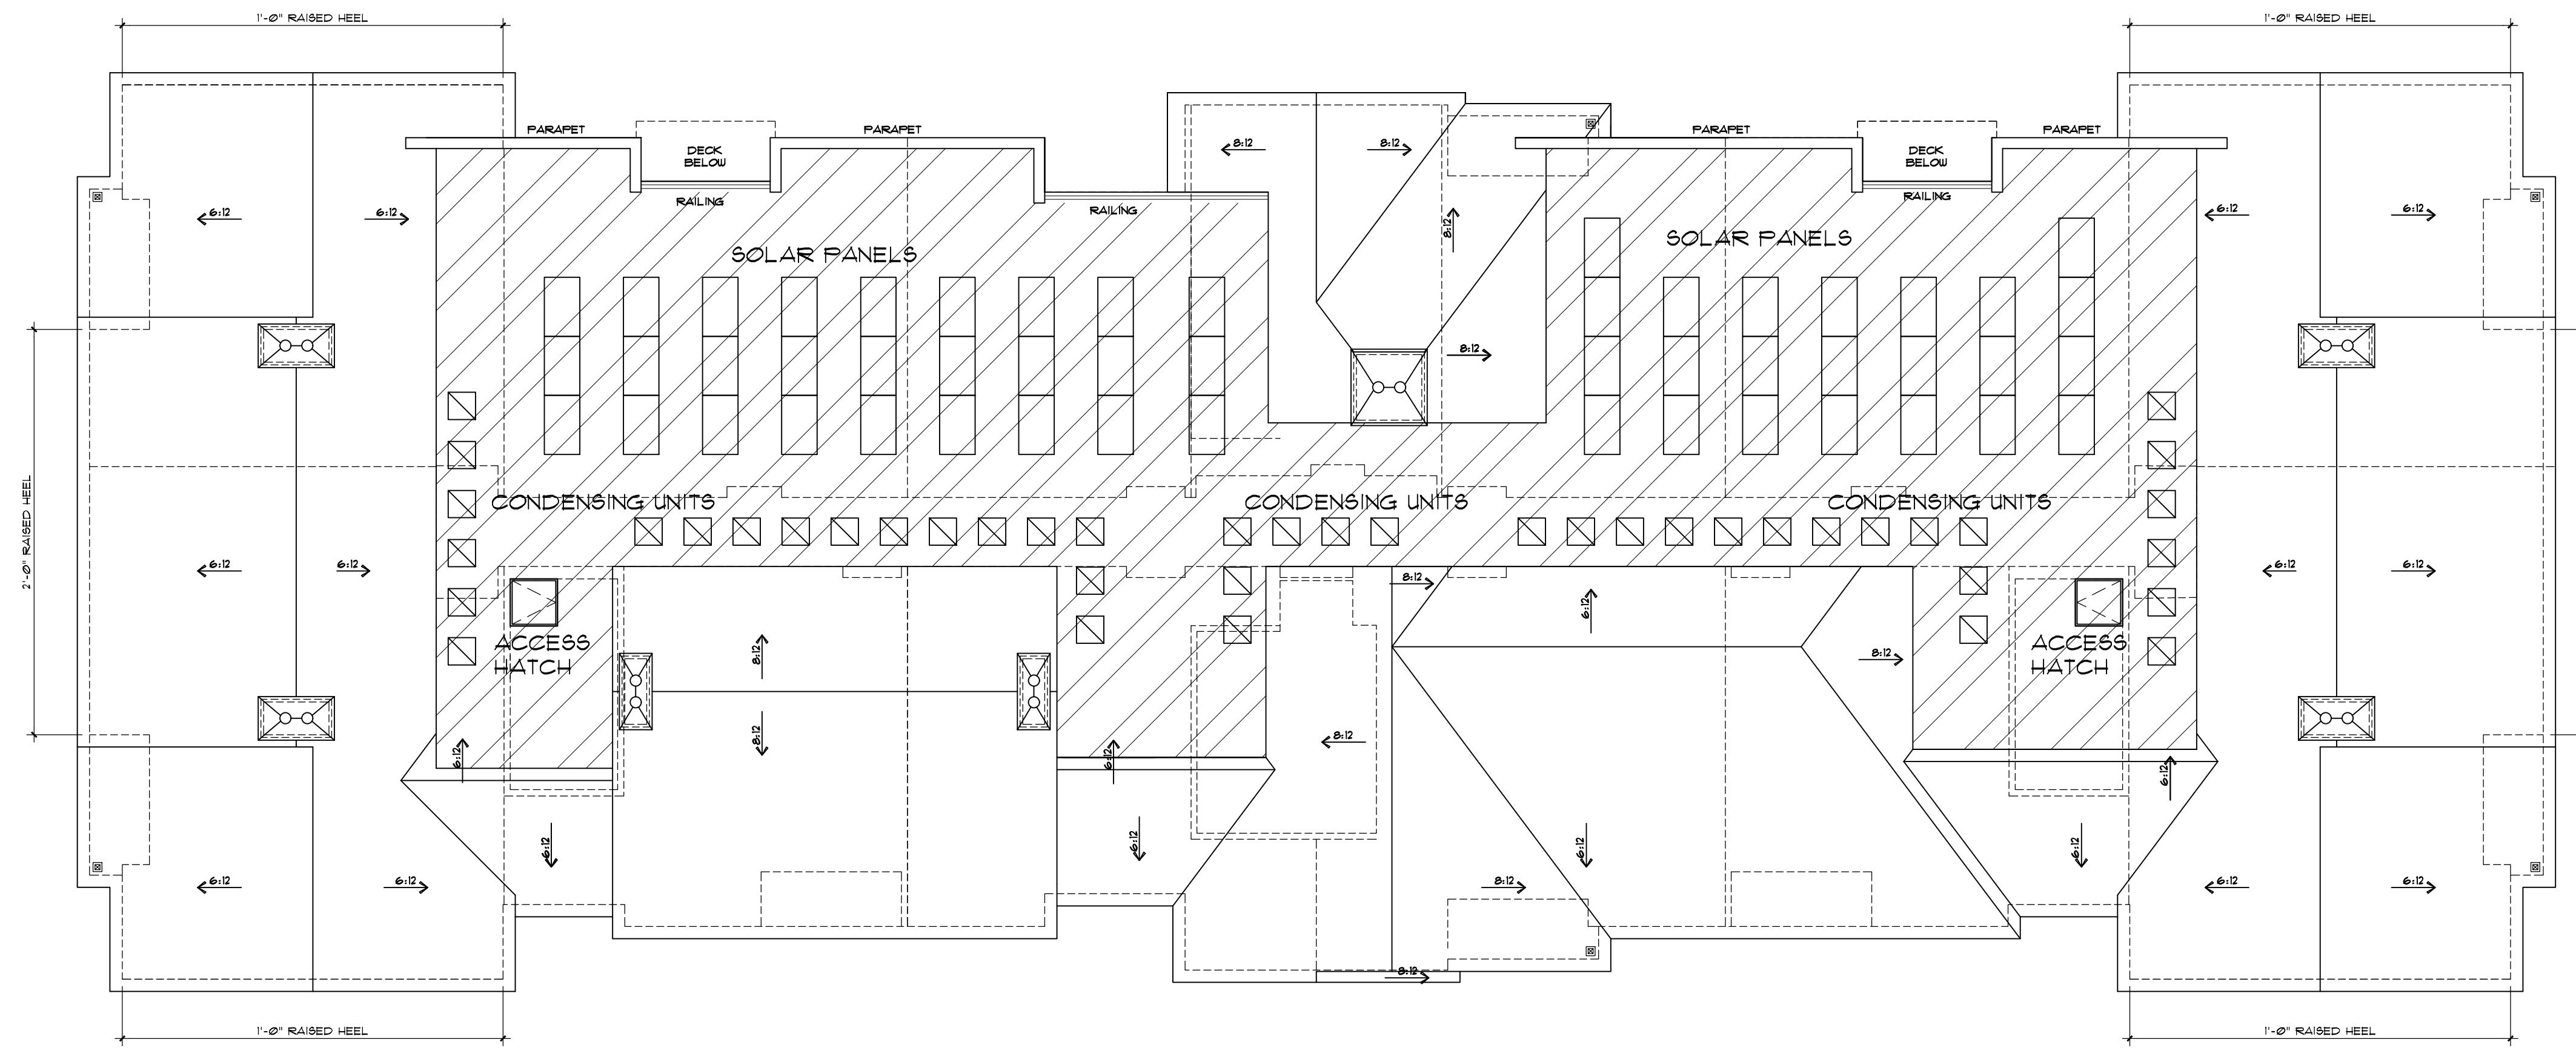 1'-0" RAISED HEEL
1'-0" RAISED HEEL
PARAPET
PARAPET
PARAPET
PARAPET
8:12
8:12
DECK
BELOW
DECK
BELOW
RAILING
RAILING
RAILING
6:12
6:12
8:12
6:12
6:12
SOLAR PANELS
SOLAR PANELS
8:12
2'-0" RAISED HEEL
CONDENSING UNITS
CONDENSING UNITS
CONDENSING UNITS
6:12
6:12
8:12
6:12
6:12
6:12
ACCESS
HATCH
8:12
8:12
ACCESS
HATCH
8:12
6:12
8:12
6:12
8:12
6:12
6:12
6:12
6:12
6:12
6:12
6:12
6:12
8:12
6:12
6:12
8:12
1'-0" RAISED HEEL
1'-0" RAISED HEEL